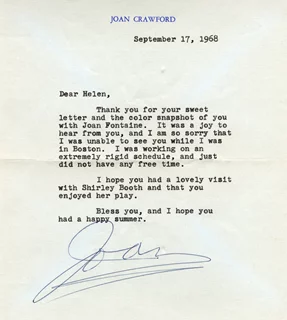 JOAN CRAWFORD
September 17, 1968
Dear Helen,
Thank you for your sweet
letter and the color snapshot of you
with Joan Fontaine. It was a joy to
hear from you, and I am so sorry that
I was unable to see you while I was
in Boston. I was working on an
extremely rigid schedule, and just
did not have any free time.
I hope you had a lovely visit
with Shirley Booth and that you
enjoyed her play.
Bless you, and I hope you
had a happy summer.
Joan